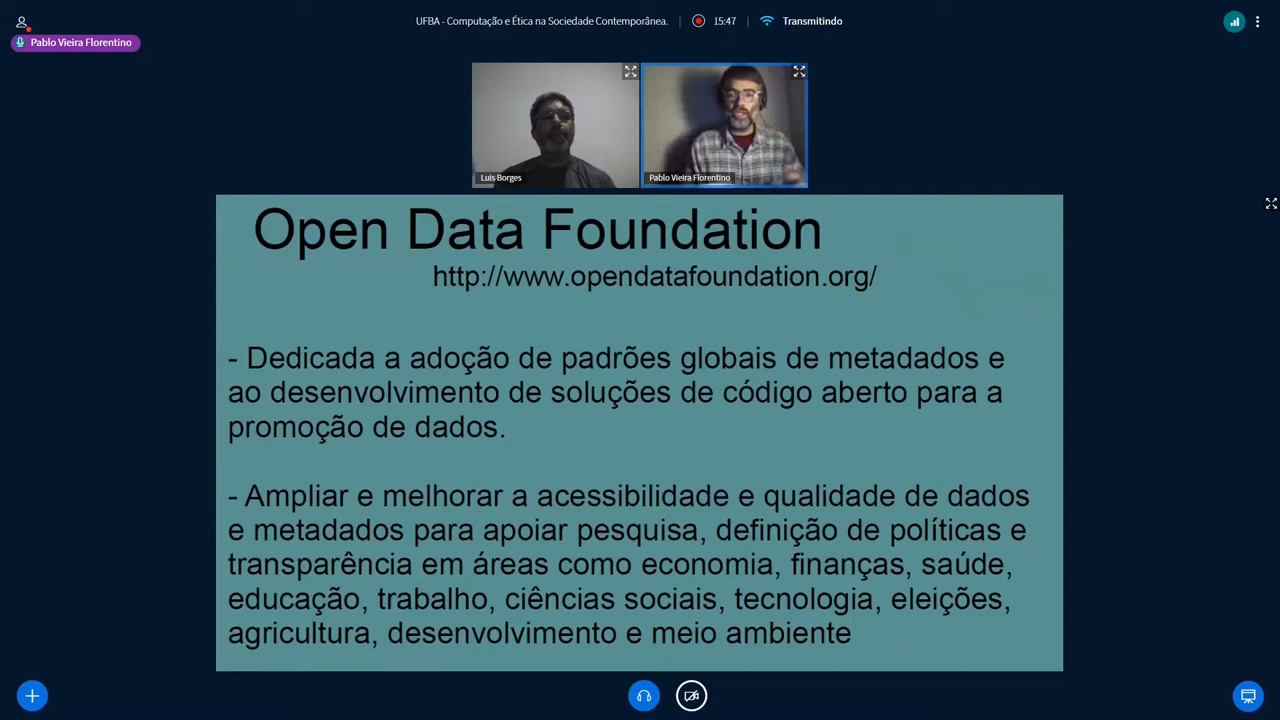 UFBA - Computação e Ética na Sociedade Contemporânea.
15:47
Transmitindo
Pablo Vieira Florentino
Luis Borges
Pablo Vieira Florentino
Open Data Foundation
http://www.opendatafoundation.org/
- Dedicada a adoção de padrões globais de metadados e
ao desenvolvimento de soluções de código aberto para a
promoção de dados.
- Ampliar e melhorar a acessibilidade e qualidade de dados
e metadados para apoiar pesquisa, definição de políticas e
transparência em áreas como economia, finanças, saúde,
educação, trabalho, ciências sociais, tecnologia, eleições,
agricultura, desenvolvimento e meio ambiente